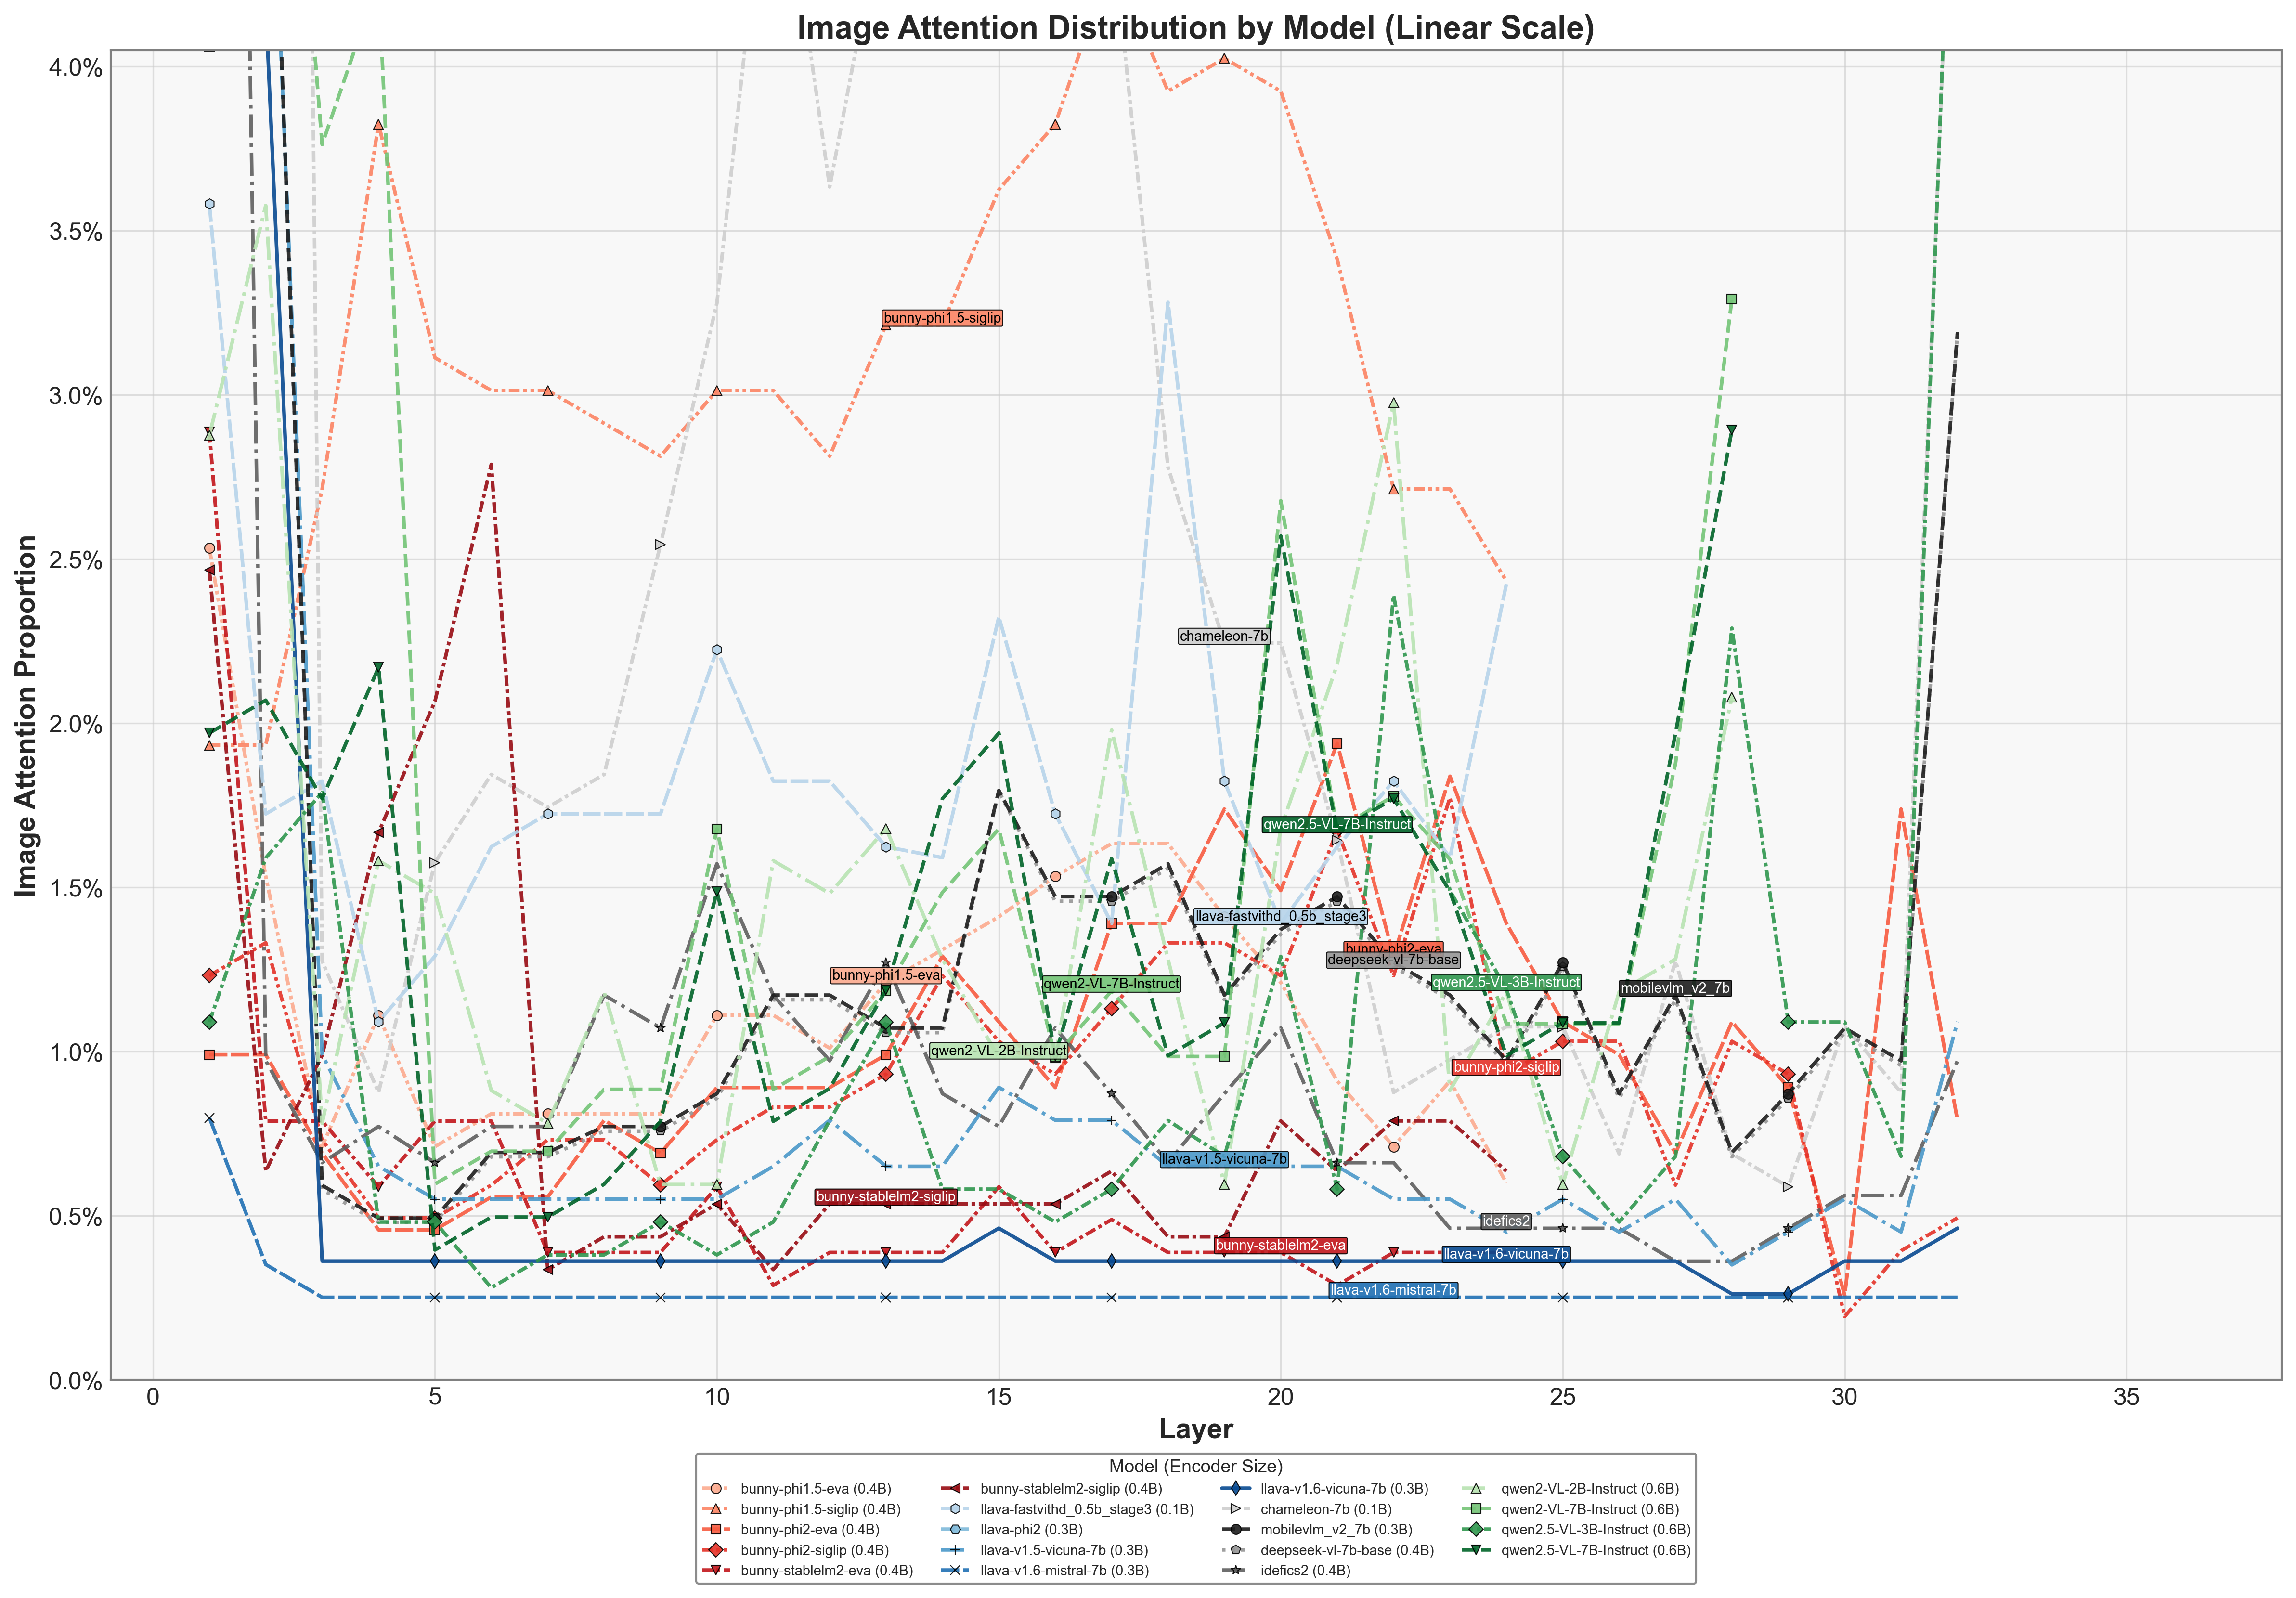 Image Attention Distribution by Model (Linear Scale)
Image Attention Proportion
4.0%
3.5%
3.0%
2.5%
2.0%
1.5%
1.0%
0.5%
0.0%
bunny-phi1.5-siglip
chameleon-7b
qwen2.5-VL-7B-Instruct
llava-fastvithd_0.5b_stage3
bunny-phi2-eva
deepseek-vl-7b-base
bunny-phi1.5-eva
qwen2-VL-7B-Instruct
qwen2.5-VL-3B-Instruct
mobilevlm_v2_7b
qwen2-VL-2B-Instruct
bunny-phi2-siglip
llava-v1.5-vicuna-7b
bunny-stablelm2-siglip
idefics2
bunny-stablelm2-eva
llava-v1.6-vicuna-7b
llava-v1.6-mistral-7b
0 5 10 15 20 25 30 35
Layer
Model (Encoder Size)
bunny-phi1.5-eva (0.4B)
bunny-phi1.5-siglip (0.4B)
bunny-phi2-eva (0.4B)
bunny-phi2-siglip (0.4B)
bunny-stablelm2-eva (0.4B)
bunny-stablelm2-siglip (0.4B)
llava-fastvithd_0.5b_stage3 (0.1B)
llava-phi2 (0.3B)
llava-v1.5-vicuna-7b (0.3B)
llava-v1.6-mistral-7b (0.3B)
llava-v1.6-vicuna-7b (0.3B)
chameleon-7b (0.1B)
mobilevlm_v2_7b (0.3B)
deepseek-vl-7b-base (0.4B)
idefics2 (0.4B)
qwen2-VL-2B-Instruct (0.6B)
qwen2-VL-7B-Instruct (0.6B)
qwen2.5-VL-3B-Instruct (0.6B)
qwen2.5-VL-7B-Instruct (0.6B)